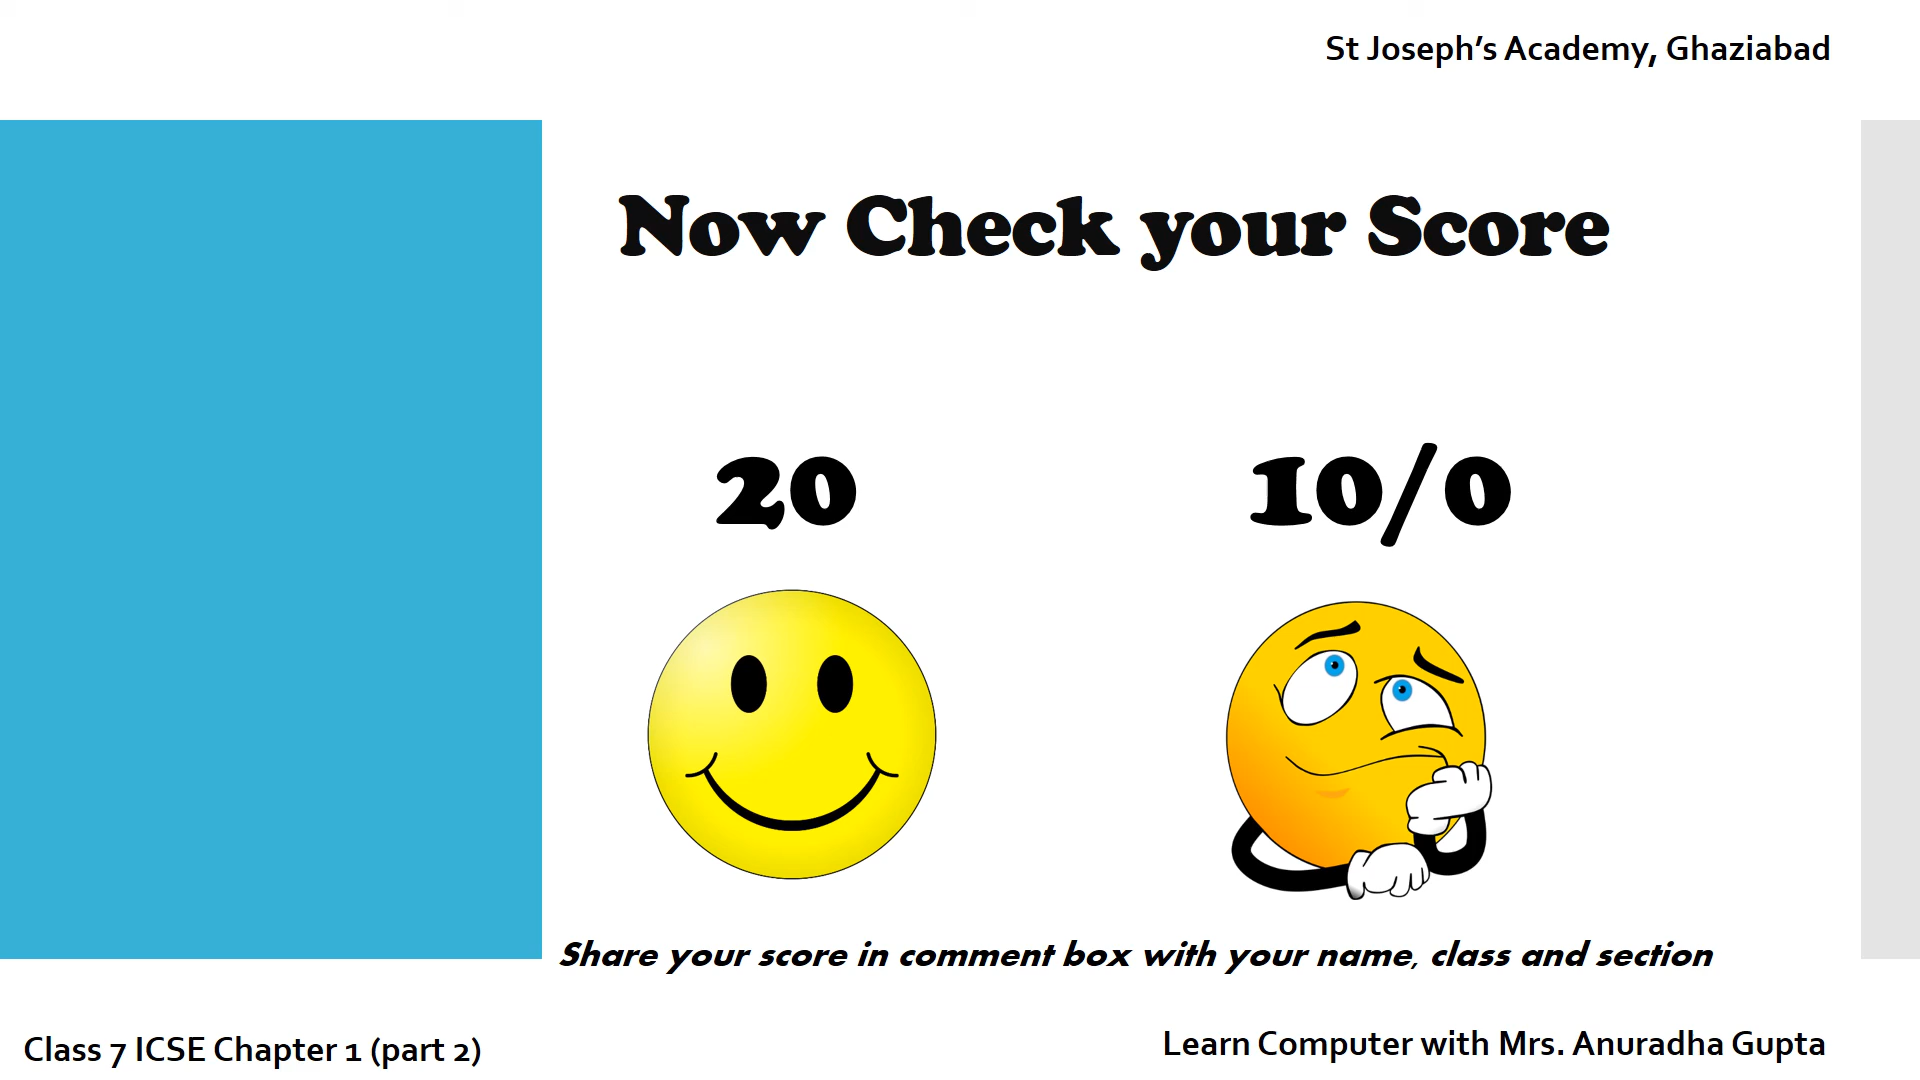 St Joseph's Academy, Ghaziabad
Now Check your Score
20 10/0
Share your score in comment box with your name, class and section
Class 7 ICSE Chapter 1 (part 2)
Learn Computer with Mrs. Anuradha Gupta